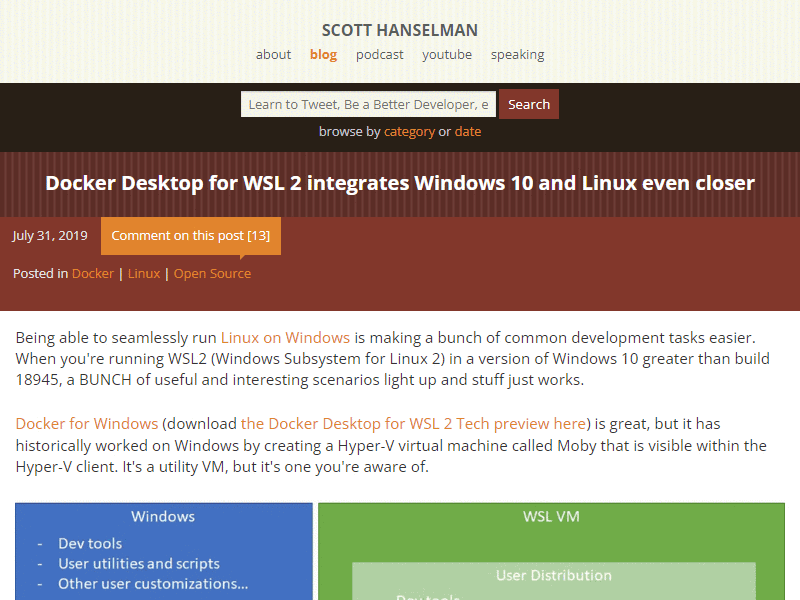 SCOTT HANSELMAN
about blog podcast youtube speaking
Learn to Tweet, Be a Better Developer, e Search
browse by category or date
Docker Desktop for WSL 2 integrates Windows 10 and Linux even closer
July 31, 2019 Comment on this post [13]
Posted in Docker | Linux | Open Source
Being able to seamlessly run Linux on Windows is making a bunch of common development tasks easier.
When you're running WSL2 (Windows Subsystem for Linux 2) in a version of Windows 10 greater than build
18945, a BUNCH of useful and interesting scenarios light up and stuff just works.
Docker for Windows (download the Docker Desktop for WSL 2 Tech preview here) is great, but it has
historically worked on Windows by creating a Hyper-V virtual machine called Moby that is visible within the
Hyper-V client. It's a utility VM, but it's one you're aware of.
Windows
- Dev tools
- User utilities and scripts
- Other user customizations...
WSL VM
User Distribution
Dev tools